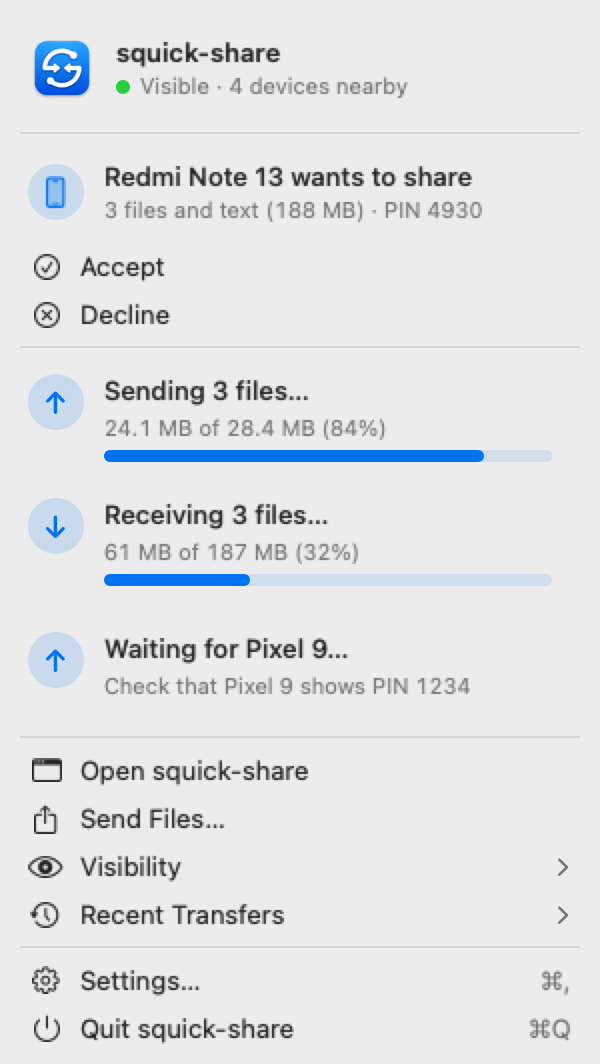 squick-share
Visible · 4 devices nearby
Redmi Note 13 wants to share
3 files and text (188 MB) · PIN 4930
Accept
Decline
Sending 3 files...
24.1 MB of 28.4 MB (84%)
Receiving 3 files...
61 MB of 187 MB (32%)
Waiting for Pixel 9...
Check that Pixel 9 shows PIN 1234
Open squick-share
Send Files...
Visibility
Recent Transfers
Settings... ⌘,
Quit squick-share ⌘Q